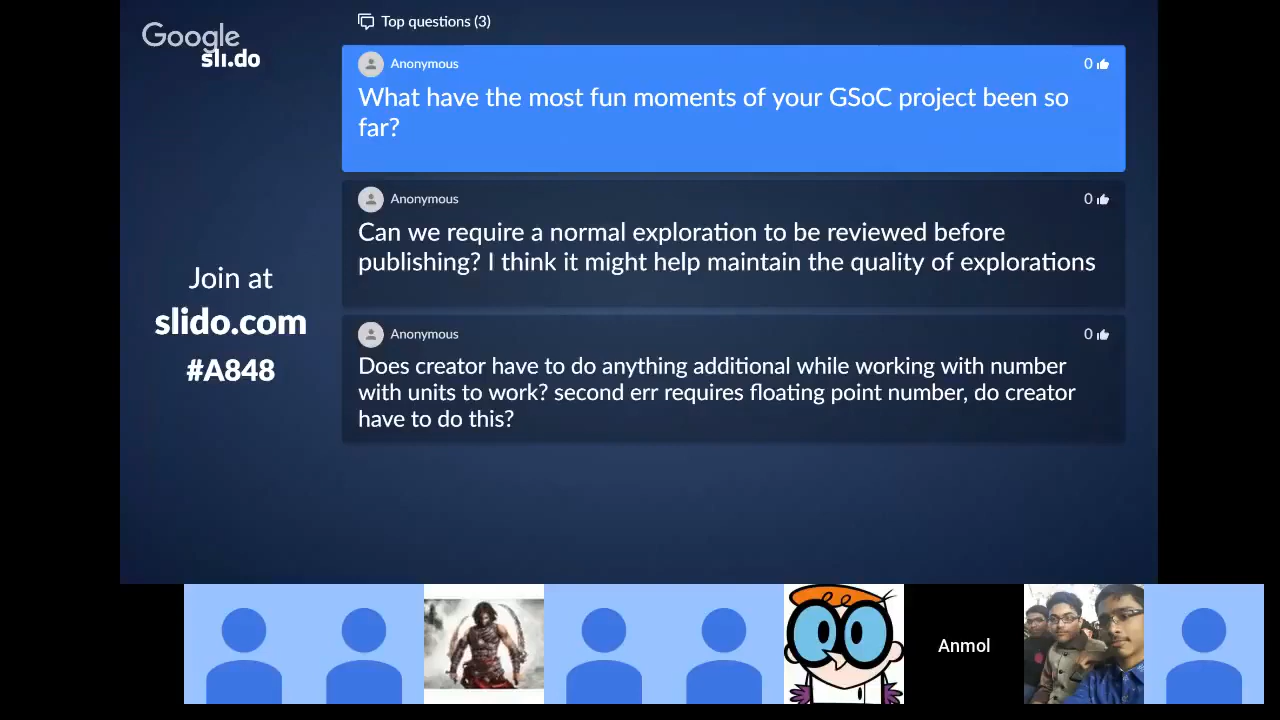 Google
sli.do
Top questions (3)
Anonymous
0
What have the most fun moments of your GSoC project been so
far?
Anonymous
0
Can we require a normal exploration to be reviewed before
publishing? I think it might help maintain the quality of explorations
Anonymous
0
Does creator have to do anything additional while working with number
with units to work? second err requires floating point number, do creator
have to do this?
Join at
slido.com
#A848
Anmol